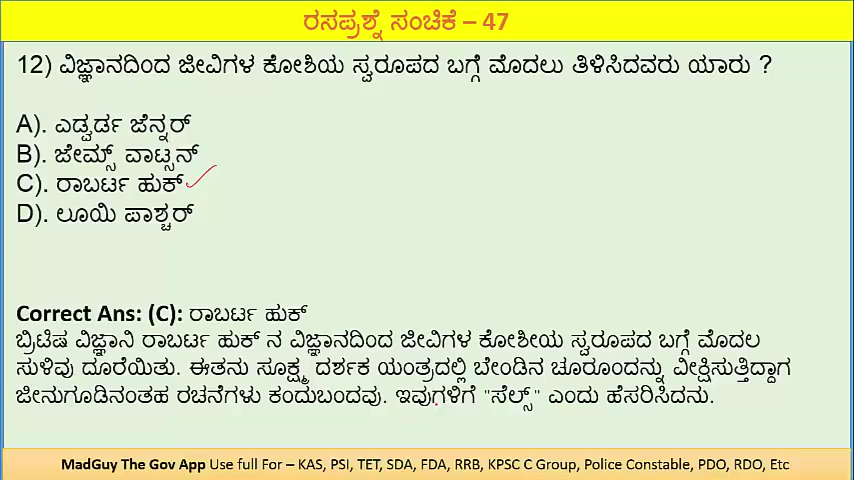 ರಸಪ್ರಶ್ನೆ ಸಂಚಿಕೆ – 47
12) ವಿಜ್ಞಾನದಿಂದ ಜೀವಿಗಳ ಕೋಶಿಯ ಸ್ವರೂಪದ ಬಗ್ಗೆ ಮೊದಲು ತಿಳಿಸಿದವರು ಯಾರು ?
A). ಎಡ್ವರ್ಡ ಜೆನ್ನರ್
B). ಜೇಮ್ಸ್ ವಾಟ್ಸನ್
C). ರಾಬರ್ಟ ಹುಕ್
D). ಲೂಯಿ ಪಾಶ್ಚರ್
Correct Ans: (C): ರಾಬರ್ಟ ಹುಕ್
ಬ್ರಿಟಿಷ ವಿಜ್ಞಾನಿ ರಾಬರ್ಟ ಹುಕ್ ನ ವಿಜ್ಞಾನದಿಂದ ಜೀವಿಗಳ ಕೋಶೀಯ ಸ್ವರೂಪದ ಬಗ್ಗೆ ಮೊದಲ
ಸುಳಿವು ದೂರೆಯಿತು. ಈತನು ಸೂಕ್ಷ್ಮ ದರ್ಶಕ ಯಂತ್ರದಲ್ಲಿ ಬೇಂಡಿನ ಚೂರೂಂದನ್ನು ವೀಕ್ಷಿಸುತ್ತಿದ್ದಾಗ
ಜೀನುಗೂಡಿನಂತಹ ರಚನೆಗಳು ಕಂದುಬಂದವು. ಇವುಗಳಿಗೆ "ಸೆಲ್ಸ್" ಎಂದು ಹೆಸರಿಸಿದನು.
MadGuy The Gov App Use full For – KAS, PSI, TET, SDA, FDA, RRB, KPSC C Group, Police Constable, PDO, RDO, Etc